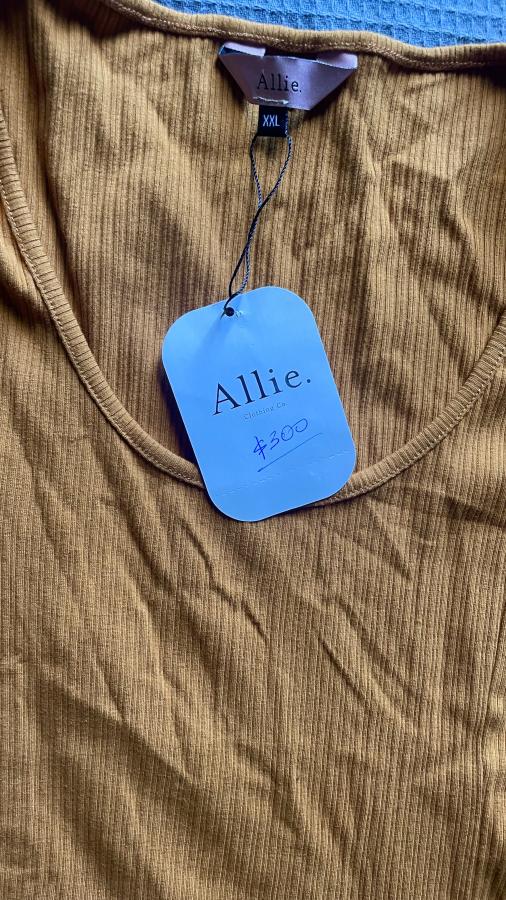 Allie.
XXL
Allie.
Clothing Co.
$300